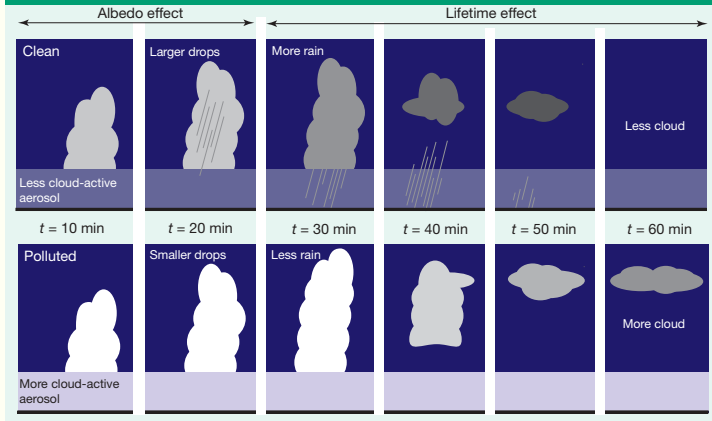 Albedo effect
Lifetime effect
Clean
Larger drops
More rain
Less cloud
Less cloud-active
aerosol
t = 10 min
t = 20 min
t = 30 min
t = 40 min
t = 50 min
t = 60 min
Polluted
Smaller drops
Less rain
More cloud
More cloud-active
aerosol